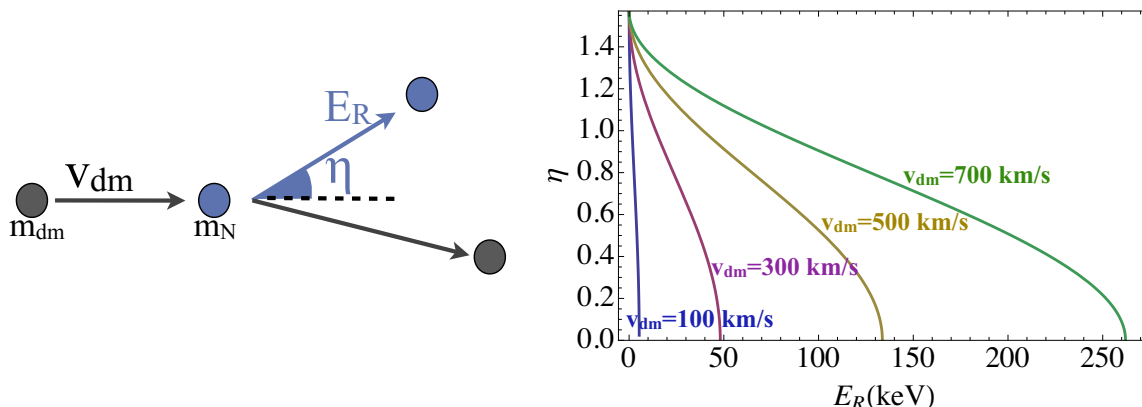 E_R
v_dm
η
m_dm
m_N
1.4
1.2
1.0
0.8
0.6
0.4
0.2
0.0
η
v_dm=700 km/s
v_dm=500 km/s
v_dm=300 km/s
v_dm=100 km/s
0
50
100
150
200
250
E_R(keV)